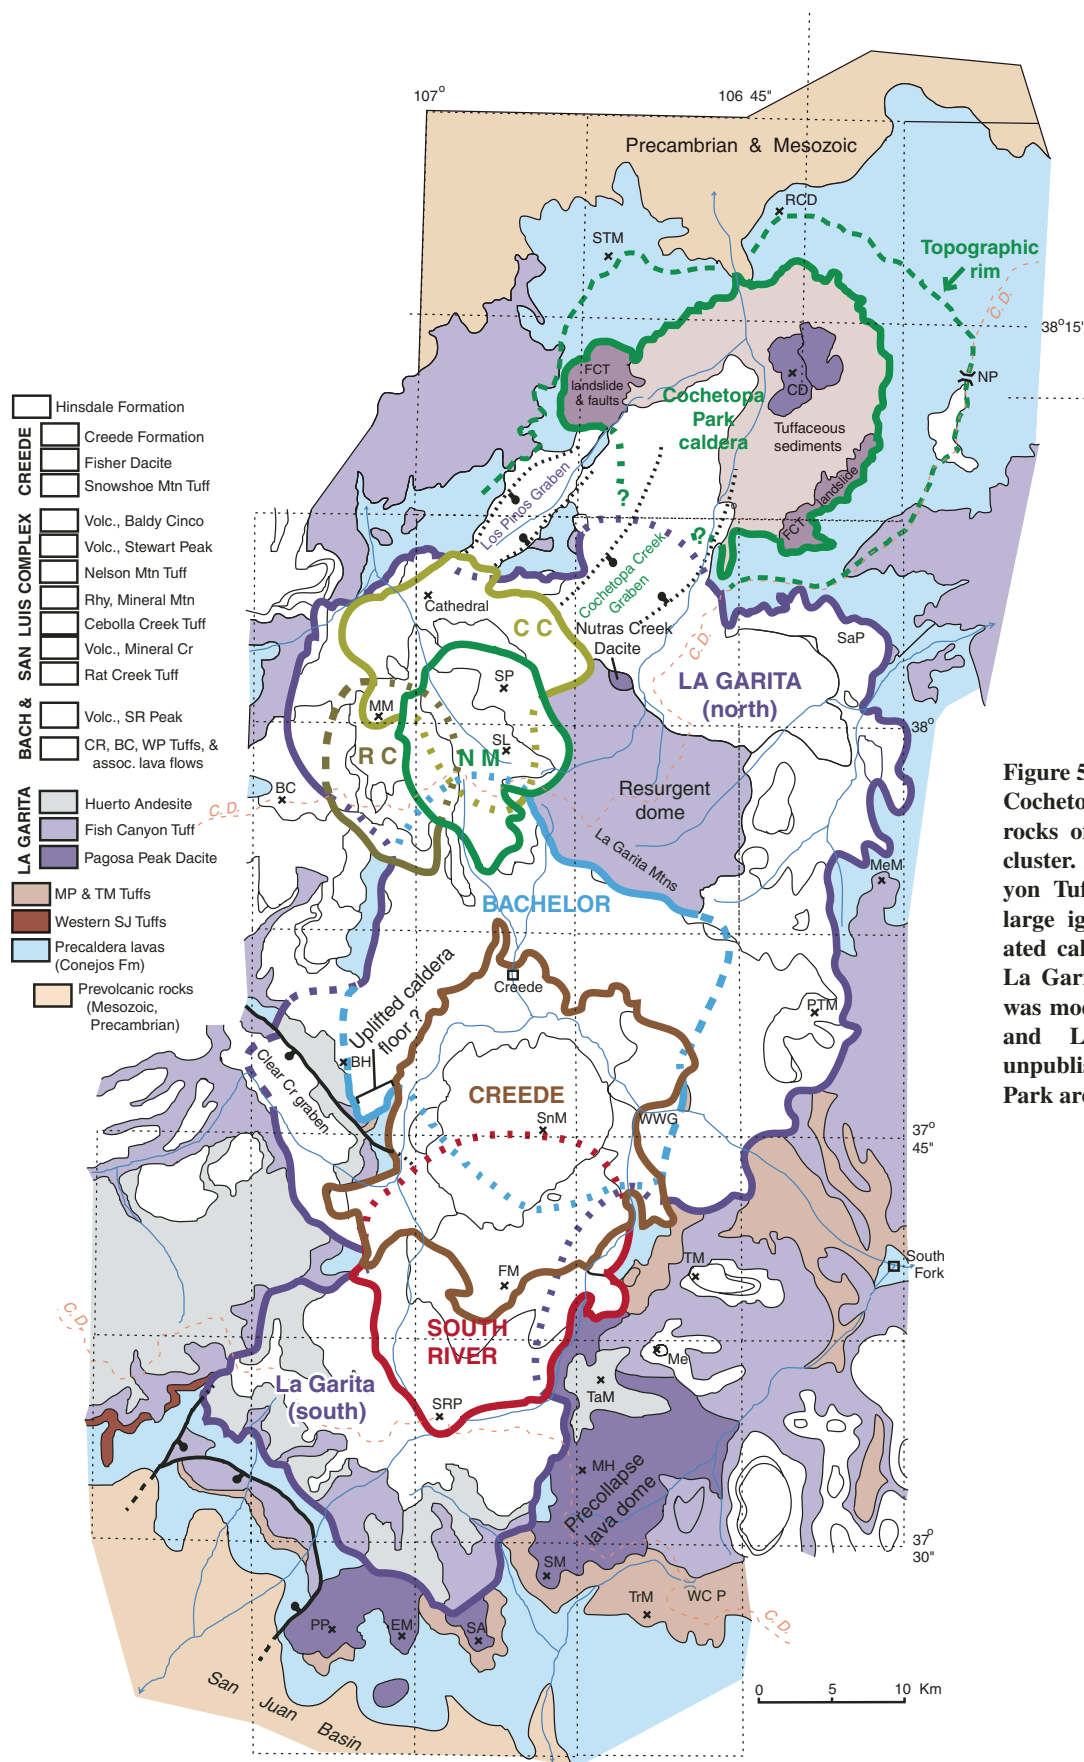 107°
106 45"
Precambrian & Mesozoic
RCD
STM
Topographic
rim
C.D.
38°15'
NP
FCT
landslide
& faults
CD
Cochetopa
Park
caldera
Tuffaceous
sediments
FCT landslide
Los Pinos Graben
?
?
Cochetopa Creek
Graben
Nutras Creek
Dacite
C.D.
Cathedral
C C
SaP
SP
LA GARITA
(north)
MM
SL
38°
R C
N M
BC
C.D.
Resurgent
dome
La Garita Mtns
MeM
BACHELOR
Creede
Uplifted caldera
floor ?
PTM
BH
Clear Cr graben
CREEDE
SnM
WWG
37°
45"
South
Fork
TM
FM
C.D.
SOUTH
RIVER
Me
La Garita
(south)
TaM
SRP
MH
Precollapse
lava dome
37°
30"
SM
TrM
WC P
C.D.
PP
EM
SA
San Juan Basin
0 5 10 Km
CREEDE
Hinsdale Formation
Creede Formation
Fisher Dacite
Snowshoe Mtn Tuff
SAN LUIS COMPLEX
Volc., Baldy Cinco
Volc., Stewart Peak
Nelson Mtn Tuff
Rhy, Mineral Mtn
Cebolla Creek Tuff
Volc., Mineral Cr
Rat Creek Tuff
BACH &
Volc., SR Peak
CR, BC, WP Tuffs, &
assoc. lava flows
LA GARITA
Huerto Andesite
Fish Canyon Tuff
Pagosa Peak Dacite
MP & TM Tuffs
Western SJ Tuffs
Precaldera lavas
(Conejos Fm)
Prevolcanic rocks
(Mesozoic,
Precambrian)
Figure 5
Cocheto
rocks o
cluster.
yon Tuf
large ig
ated cal
La Gari
was moc
and L
unpublis
Park are